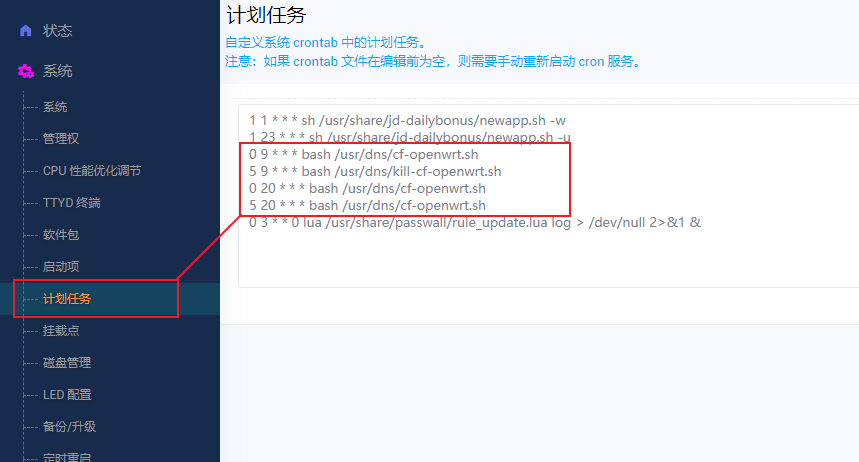 状态
系统
系统
管理权
CPU 性能优化调节
TTYD 终端
软件包
启动项
计划任务
挂载点
磁盘管理
LED 配置
备份/升级
定时重启
计划任务
自定义系统 crontab 中的计划任务。
注意：如果 crontab 文件在编辑前为空，则需要手动重新启动 cron 服务。
1 1 * * * sh /usr/share/jd-dailybonus/newapp.sh -w
1 23 * * * sh /usr/share/jd-dailybonus/newapp.sh -u
0 9 * * * bash /usr/dns/cf-openwrt.sh
5 9 * * * bash /usr/dns/kill-cf-openwrt.sh
0 20 * * * bash /usr/dns/cf-openwrt.sh
5 20 * * * bash /usr/dns/cf-openwrt.sh
0 3 * * 0 lua /usr/share/passwall/rule_update.lua log > /dev/null 2>&1 &